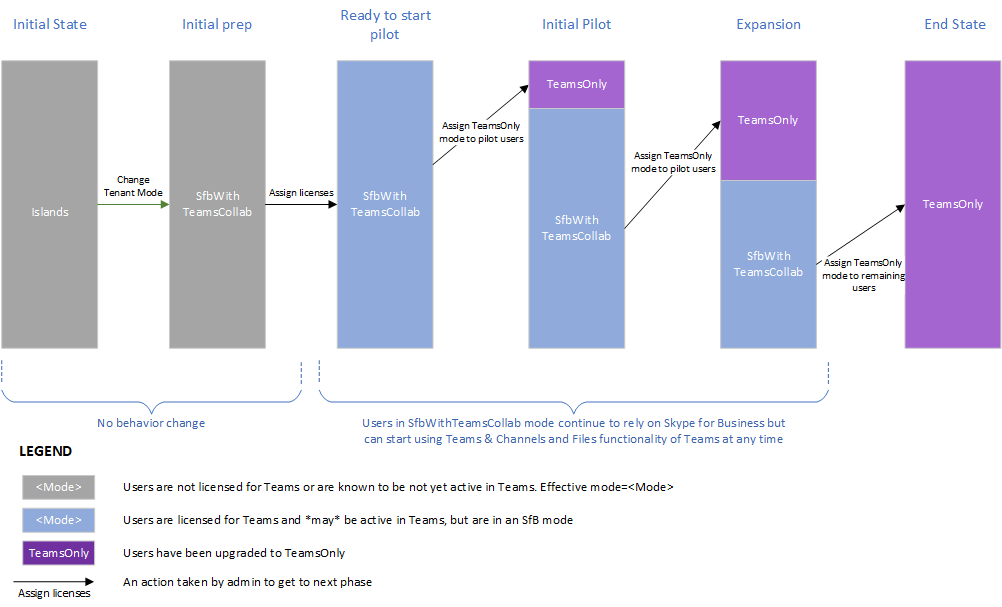 Initial State
Initial prep
Ready to start
pilot
Initial Pilot
Expansion
End State
Islands
Change
Tenant Mode
SfbWith
TeamsCollab
Assign licenses
SfbWith
TeamsCollab
Assign TeamsOnly
mode to pilot users
TeamsOnly
SfbWith
TeamsCollab
Assign TeamsOnly
mode to pilot users
TeamsOnly
SfbWith
TeamsCollab
Assign TeamsOnly
mode to remaining
users
TeamsOnly
No behavior change
Users in SfbWithTeamsCollab mode continue to rely on Skype for Business but
can start using Teams & Channels and Files functionality of Teams at any time
LEGEND
<Mode>
Users are not licensed for Teams or are known to be not yet active in Teams. Effective mode=<Mode>
<Mode>
Users are licensed for Teams and *may* be active in Teams, but are in an SfB mode
TeamsOnly
Users have been upgraded to TeamsOnly
Assign licenses
An action taken by admin to get to next phase